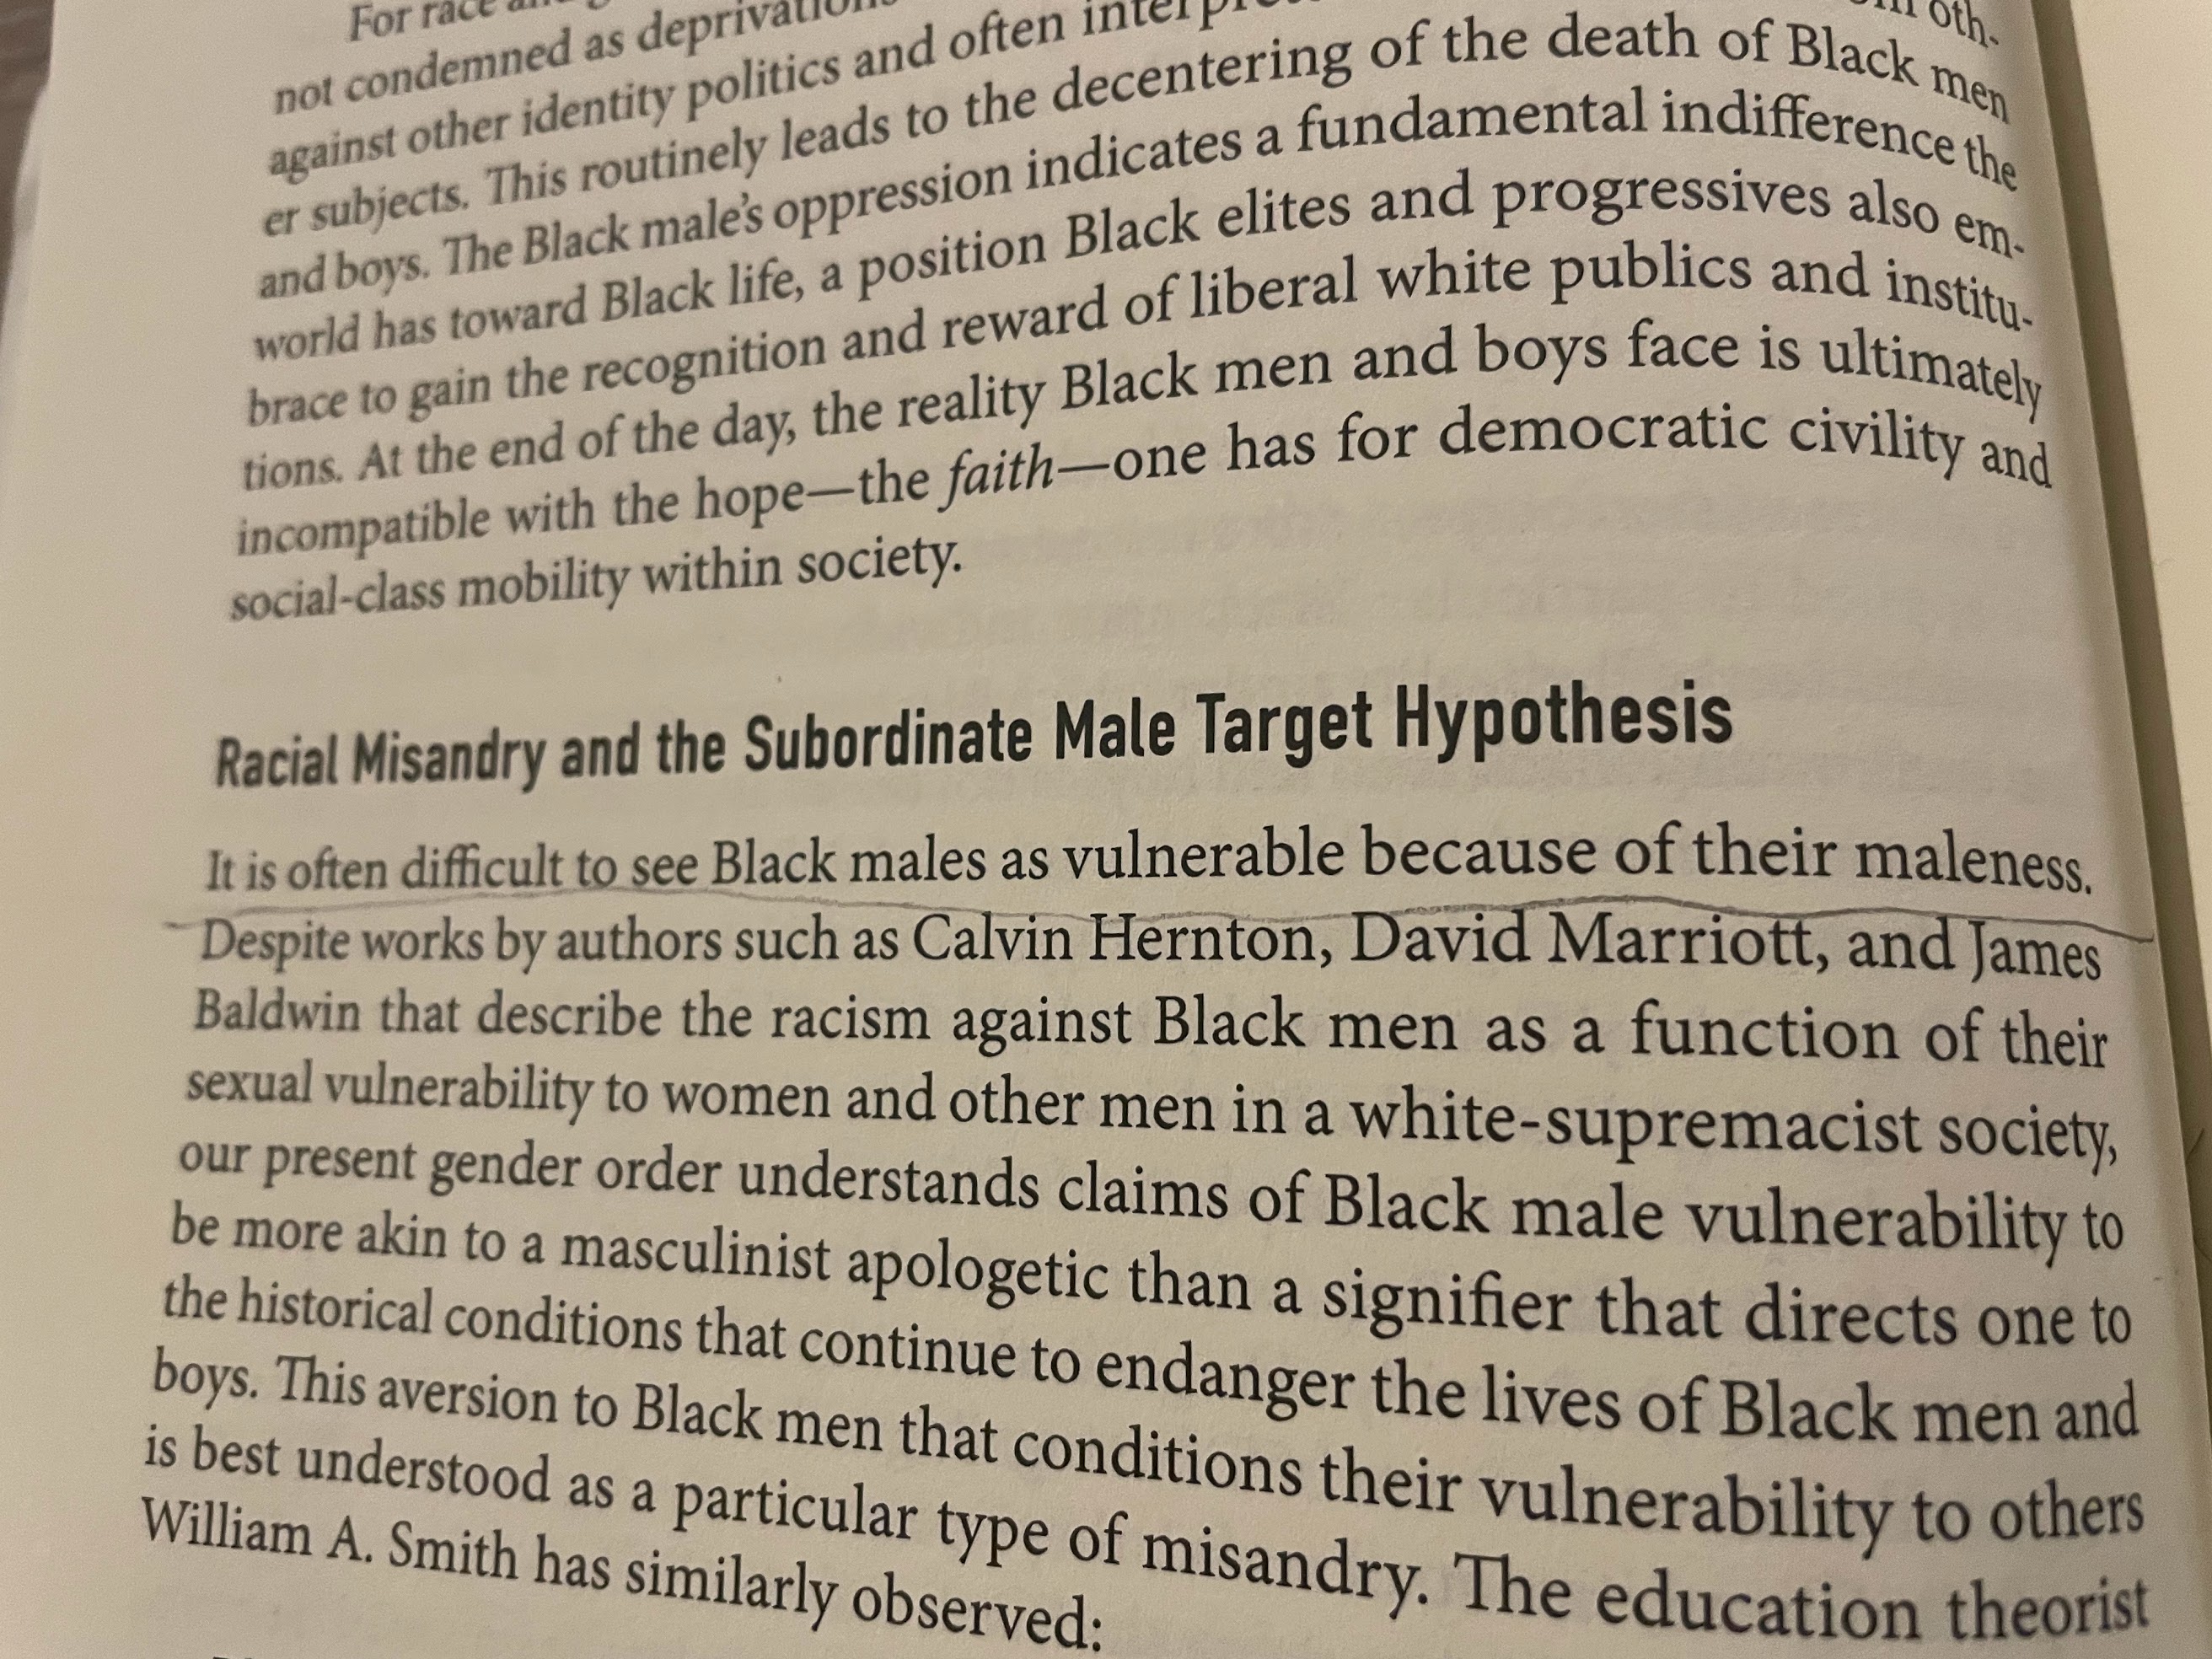 For race
not condemned as
against other identity politics and often
er subjects. This routinely leads to the decentering of the death of Black men
and boys. The Black male’s oppression indicates a fundamental indifference the
world has toward Black life, a position Black elites and progressives also em-
brace to gain the recognition and reward of liberal white publics and institu-
tions. At the end of the day, the reality Black men and boys face is ultimately
incompatible with the hope—the faith—one has for democratic civility and
social-class mobility within society.
Racial Misandry and the Subordinate Male Target Hypothesis
It is often difficult to see Black males as vulnerable because of their maleness.
Despite works by authors such as Calvin Hernton, David Marriott, and James
Baldwin that describe the racism against Black men as a function of their
sexual vulnerability to women and other men in a white-supremacist society,
our present gender order understands claims of Black male vulnerability to
be more akin to a masculinist apologetic than a signifier that directs one to
the historical conditions that continue to endanger the lives of Black men and
boys. This aversion to Black men that conditions their vulnerability to others
is best understood as a particular type of misandry. The education theorist
William A. Smith has similarly observed: